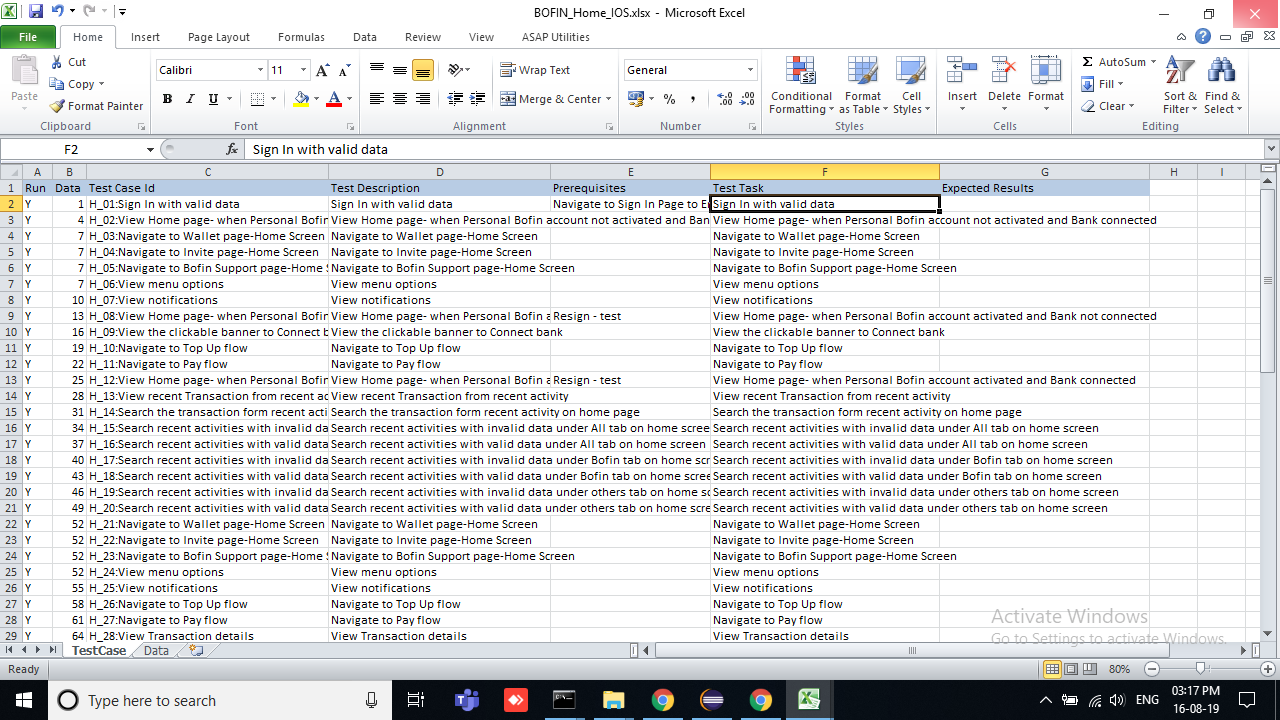 BOFIN_Home_IOS.xlsx - Microsoft Excel
File Home Insert Page Layout Formulas Data Review View ASAP Utilities
Cut Calibri 11 Wrap Text General AutoSum
Paste Copy Fill
Format Painter Merge & Center Conditional Formatting Format as Table Cell Styles Insert Delete Format Clear Sort & Filter Find & Select
Clipboard Font Alignment Number Styles Cells Editing
F2 fx Sign In with valid data
A B C D E F G H I
1 Run Data Test Case Id Test Description Prerequisites Test Task Expected Results
2 Y 1 H_01:Sign In with valid data Sign In with valid data Navigate to Sign In Page to Sign In with valid data
3 Y 4 H_02:View Home page- when Personal Bofin View Home page- when Personal Bofin account not activated and Ban View Home page- when Personal Bofin account not activated and Bank connected
4 Y 7 H_03:Navigate to Wallet page-Home Screen Navigate to Wallet page-Home Screen Navigate to Wallet page-Home Screen
5 Y 7 H_04:Navigate to Invite page-Home Screen Navigate to Invite page-Home Screen Navigate to Invite page-Home Screen
6 Y 7 H_05:Navigate to Bofin Support page-Home Navigate to Bofin Support page-Home Screen Navigate to Bofin Support page-Home Screen
7 Y 7 H_06:View menu options View menu options View menu options
8 Y 10 H_07:View notifications View notifications View notifications
9 Y 13 H_08:View Home page- when Personal Bofin View Home page- when Personal Bofin a Resign - test View Home page- when Personal Bofin account activated and Bank not connected
10 Y 16 H_09:View the clickable banner to Connect b View the clickable banner to Connect bank View the clickable banner to Connect bank
11 Y 19 H_10:Navigate to Top Up flow Navigate to Top Up flow Navigate to Top Up flow
12 Y 22 H_11:Navigate to Pay flow Navigate to Pay flow Navigate to Pay flow
13 Y 25 H_12:View Home page- when Personal Bofin View Home page- when Personal Bofin a Resign - test View Home page- when Personal Bofin account activated and Bank connected
14 Y 28 H_13:View recent Transaction from recent ac View recent Transaction from recent activity View recent Transaction from recent activity
15 Y 31 H_14:Search the transaction form recent acti Search the transaction form recent activity on home page Search the transaction form recent activity on home page
16 Y 34 H_15:Search recent activities with invalid da Search recent activities with invalid data under All tab on home scree Search recent activities with invalid data under All tab on home screen
17 Y 37 H_16:Search recent activities with valid data Search recent activities with valid data under All tab on home screen Search recent activities with valid data under All tab on home screen
18 Y 40 H_17:Search recent activities with invalid da Search recent activities with invalid data under Bofin tab on home scr Search recent activities with invalid data under Bofin tab on home screen
19 Y 43 H_18:Search recent activities with valid data Search recent activities with valid data under Bofin tab on home scree Search recent activities with valid data under Bofin tab on home screen
20 Y 46 H_19:Search recent activities with invalid da Search recent activities with invalid data under others tab on home sc Search recent activities with invalid data under others tab on home screen
21 Y 49 H_20:Search recent activities with valid data Search recent activities with valid data under others tab on home scre Search recent activities with valid data under others tab on home screen
22 Y 52 H_21:Navigate to Wallet page-Home Screen Navigate to Wallet page-Home Screen Navigate to Wallet page-Home Screen
23 Y 52 H_22:Navigate to Invite page-Home Screen Navigate to Invite page-Home Screen Navigate to Invite page-Home Screen
24 Y 52 H_23:Navigate to Bofin Support page-Home Navigate to Bofin Support page-Home Screen Navigate to Bofin Support page-Home Screen
25 Y 52 H_24:View menu options View menu options View menu options
26 Y 55 H_25:View notifications View notifications View notifications
27 Y 58 H_26:Navigate to Top Up flow Navigate to Top Up flow Navigate to Top Up flow
28 Y 61 H_27:Navigate to Pay flow Navigate to Pay flow Navigate to Pay flow
29 Y 64 H_28:View Transaction details View Transaction details View Transaction details
Activate Windows
Go to Settings to activate Windows.
TestCase Data
Ready 80%
Type here to search ENG 03:17 PM
16-08-19